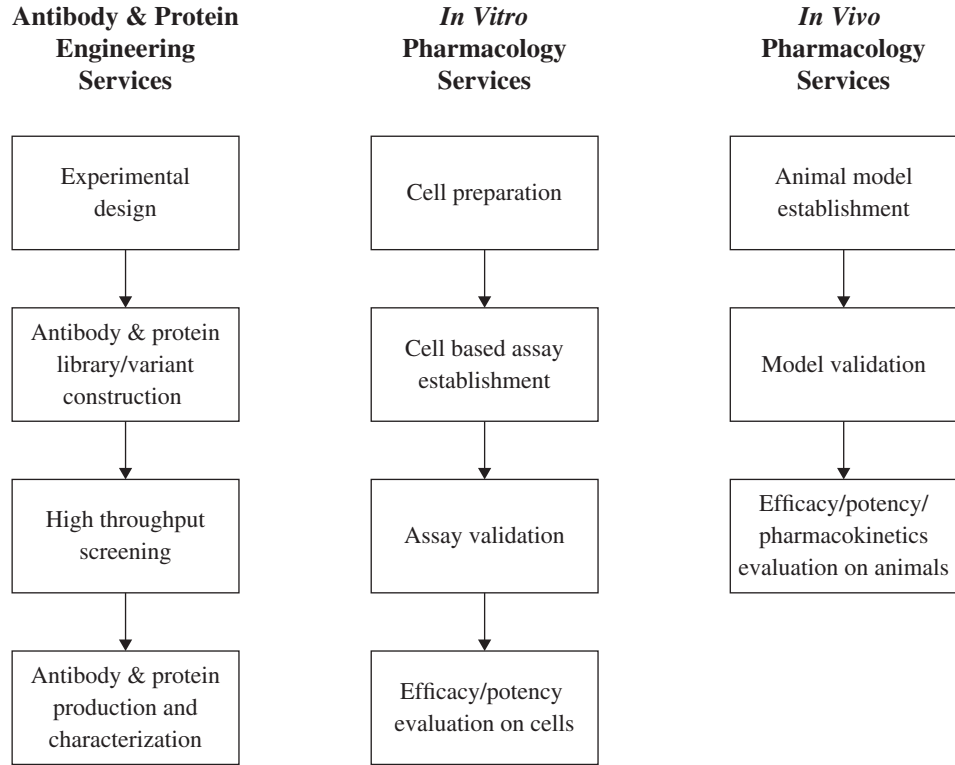 Antibody & Protein
Engineering
Services
Experimental
design
Antibody & protein
library/variant
construction
High throughput
screening
Antibody & protein
production and
characterization
In Vitro
Pharmacology
Services
Cell preparation
Cell based assay
establishment
Assay validation
Efficacy/potency
evaluation on cells
In Vivo
Pharmacology
Services
Animal model
establishment
Model validation
Efficacy/potency/
pharmacokinetics
evaluation on animals